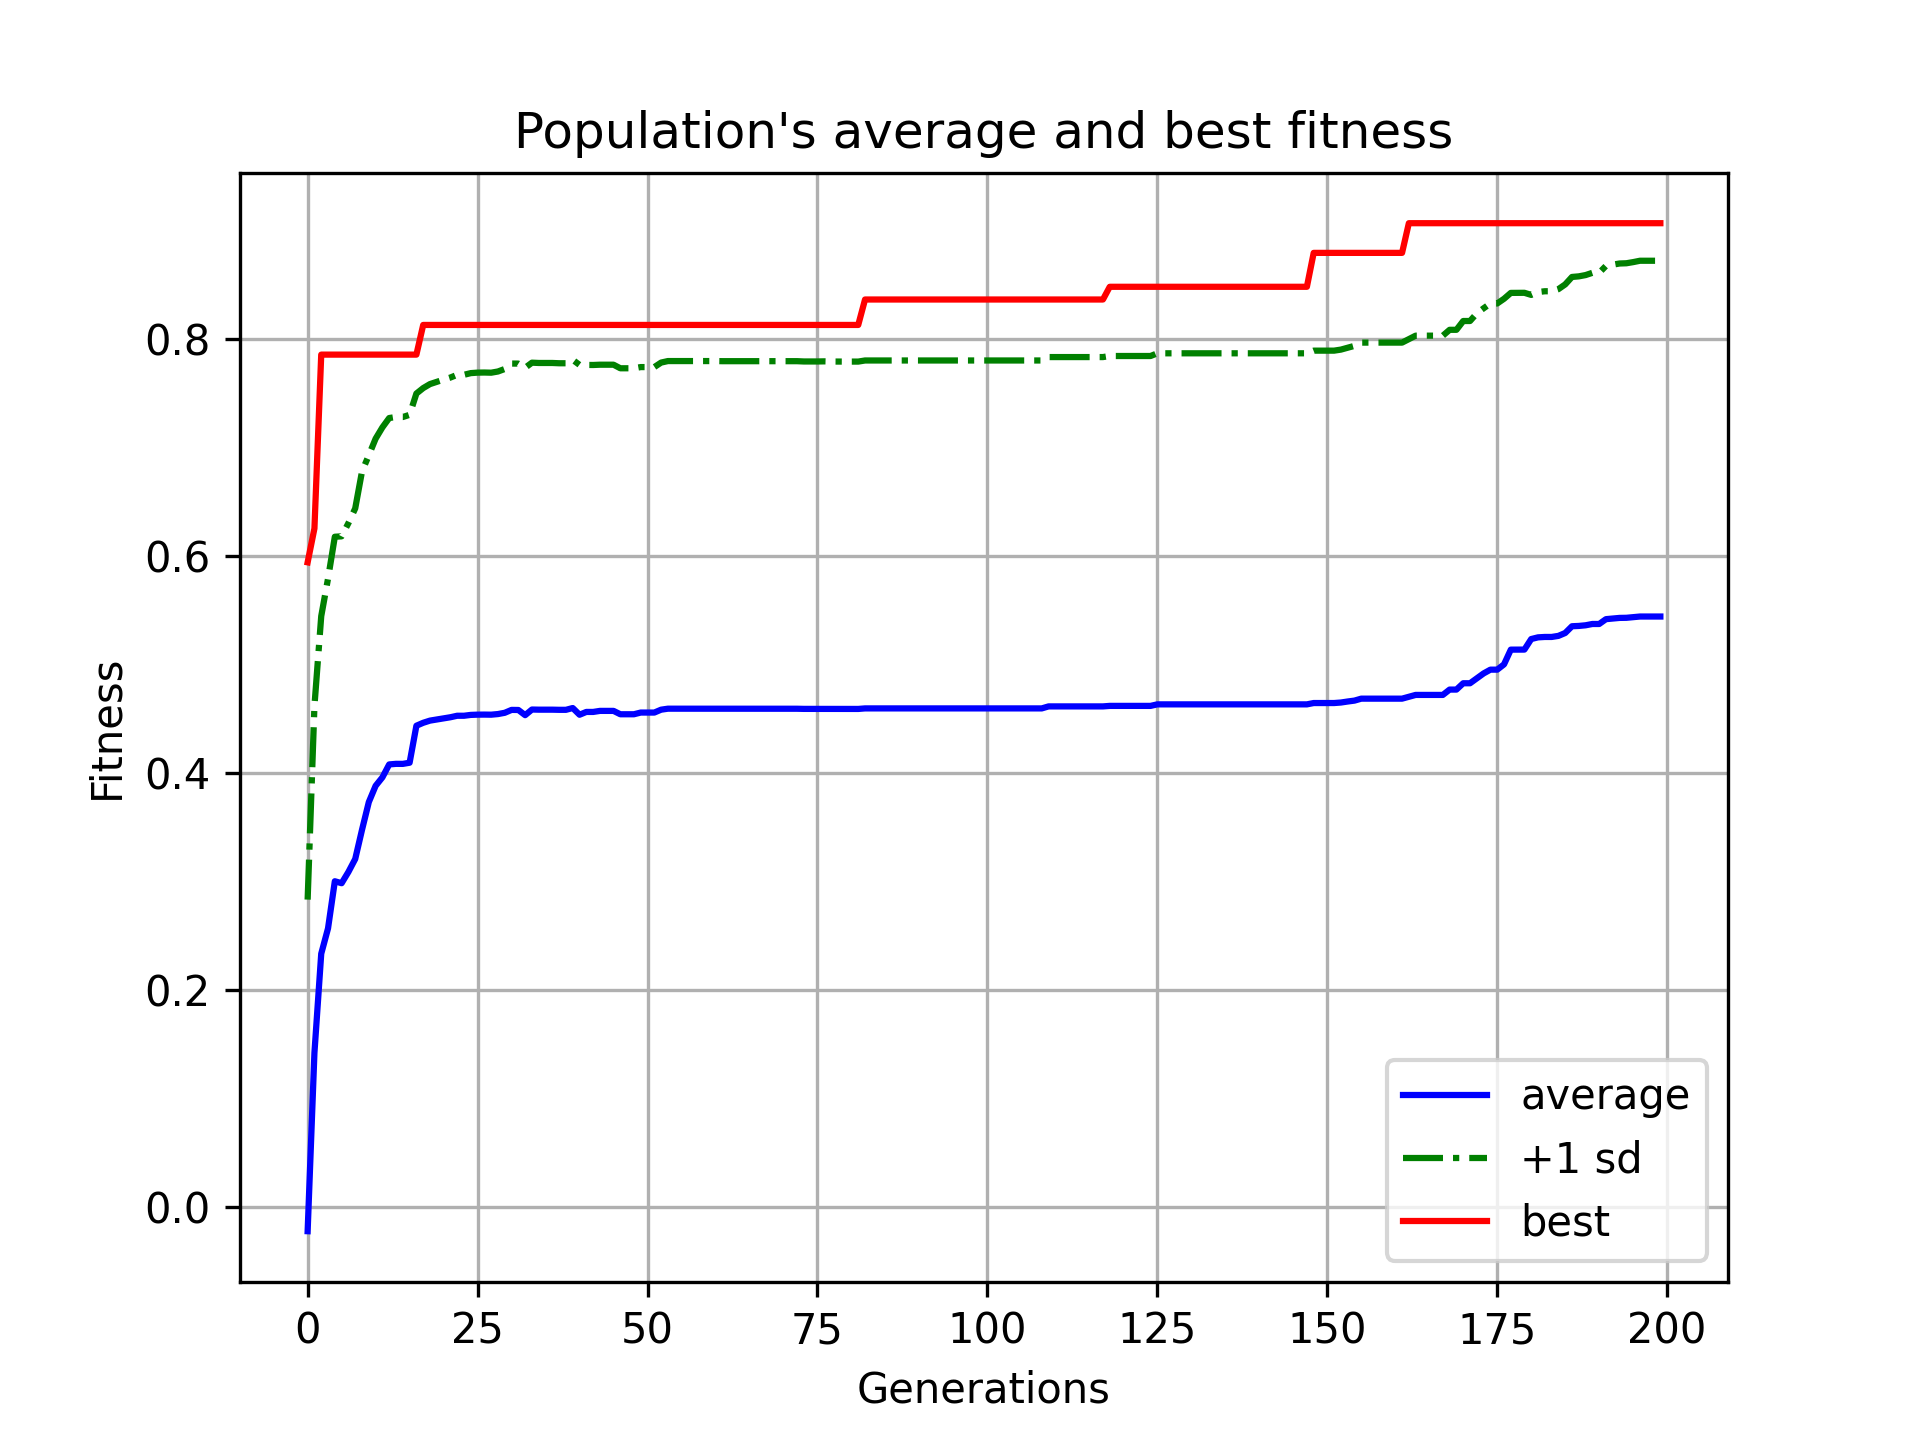 Population's average and best fitness
Fitness
0.8
0.6
0.4
0.2
0.0
average
+1 sd
best
0 25 50 75 100 125 150 175 200
Generations